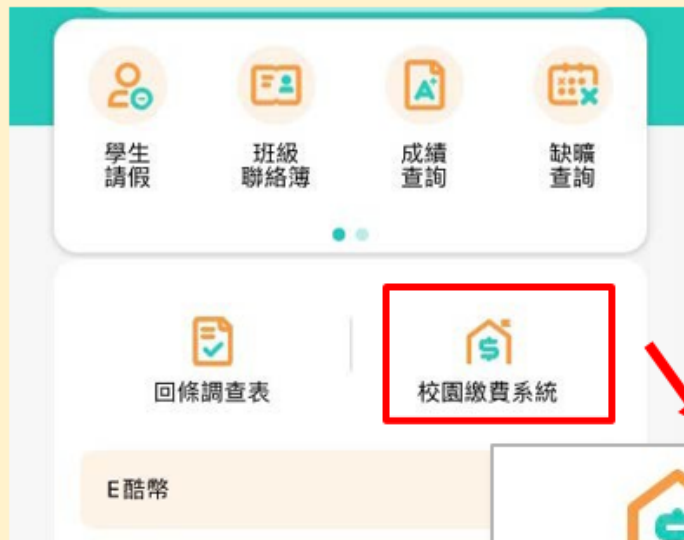 學生
請假
班級
聯絡簿
成績
查詢
缺曠
查詢
回條調查表
校園繳費系統
E酷幣